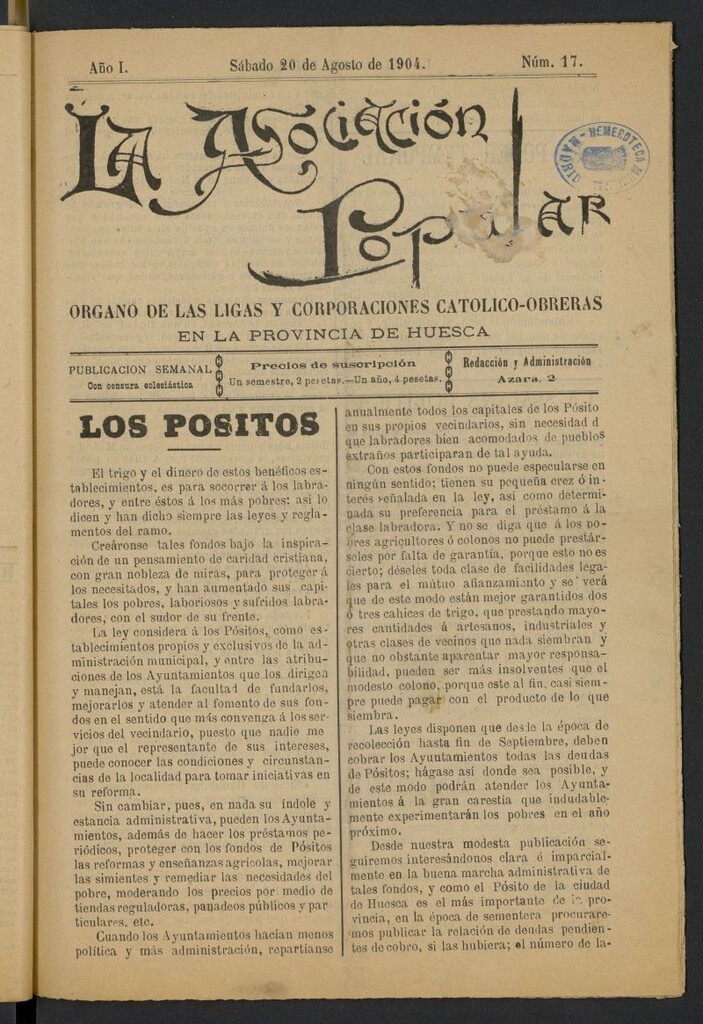 Año I.
Sábado 20 de Agosto de 1904.
Núm. 17.
LA Asociación
Popular
HEMEROTECA
MADRID
ORGANO DE LAS LIGAS Y CORPORACIONES CATOLICO-OBRERAS
EN LA PROVINCIA DE HUESCA
PUBLICACION SEMANAL
Con censura eclesiástica
Precios de suscripción
Un semestre, 2 pesetas.—Un año, 4 pesetas.
Redacción y Administración
Azara, 2
LOS POSITOS
El trigo y el dinero de estos benéficos es-
tablecimientos, es para socorrer á los labra-
dores, y entre éstos á los más pobres: asi lo
dicen y han dicho siempre las leyes y regla-
mentos del ramo.
Creáronse tales fondos bajo la inspira-
ción de un pensamiento de caridad cristiana,
con gran nobleza de miras, para proteger á
los necesitados, y han aumentado sus capi-
tales los pobres, laboriosos y sufridos labra-
dores, con el sudor de su frente.
La ley considera á los Pósitos, como es-
tablecimientos propios y exclusivos de la ad-
ministración municipal, y entre las atribu-
ciones de los Ayuntamientos que los dirigen
y manejan, está la facultad de fundarlos,
mejorarlos y atender al fomento de sus fon-
dos en el sentido que más convenga á los ser-
vicios del vecindario, puesto que nadie me
jor que el representante de sus intereses,
puede conocer las condiciones y circunstan-
cias de la localidad para tomar iniciativas en
su reforma.
Sin cambiar, pues, en nada su índole y
estancia administrativa, pueden los Ayunta-
mientos, además de hacer los préstamos pe-
riódicos, proteger con los fondos de Pósitos
las reformas y enseñanzas agrícolas, mejorar
las simientes y remediar las necesidades del
pobre, moderando los precios por medio de
tiendas reguladoras, panadeos públicos y par
ticulares, etc.
Cuando los Ayuntamientos hacían menos
política y más administración, repartianse
anualmente todos los capitales de los Pósito
en sus propios vecindarios, sin necesidad d
que labradores bien acomodados de pueblos
extraños participaran de tal ayuda.
Con estos fondos no puede especularse en
ningún sentido; tienen su pequeña crez ó in-
terés señalada en la ley, así como determi-
nada su preferencia para el préstamo á la
clase labradora. Y no se diga que á los po-
bres agricultores ó colonos no puede prestár-
seles por falta de garantía, porque esto no es
cierto; déseles toda clase de facilidades lega-
les para el mútuo afianzamiento y se verá
que de este modo están mejor garantidos dos
ó tres cahices de trigo, que prestando mayo-
res cantidades á artesanos, industriales y
otras clases de vecinos que nada siembran y
que no obstante aparentar mayor responsa-
bilidad, pueden ser más insolventes que el
modesto colono, porque este al fin, casi siem-
pre puede pagar con el producto de lo que
siembra.
Las leyes disponen que desde la época de
recolección hasta fin de Septiembre, deben
cobrar los Ayuntamientos todas las deudas
de Pósitos; hágase así donde sea posible, y
de este modo podrán atender los Ayunta-
mientos á la gran carestia que indudable-
mente experimentarán los pobres en el año
próximo.
Desde nuestra modesta publicación se-
guiremos interesándonos clara é imparcial-
mente en la buena marcha administrativa de
tales fondos, y como el Pósito de la ciudad
de Huesca es el más importante de la pro-
vincia, en la época de sementera procurare-
mos publicar la relación de deudas pendien-
tes de cobro, si las hubiera; el número de la-